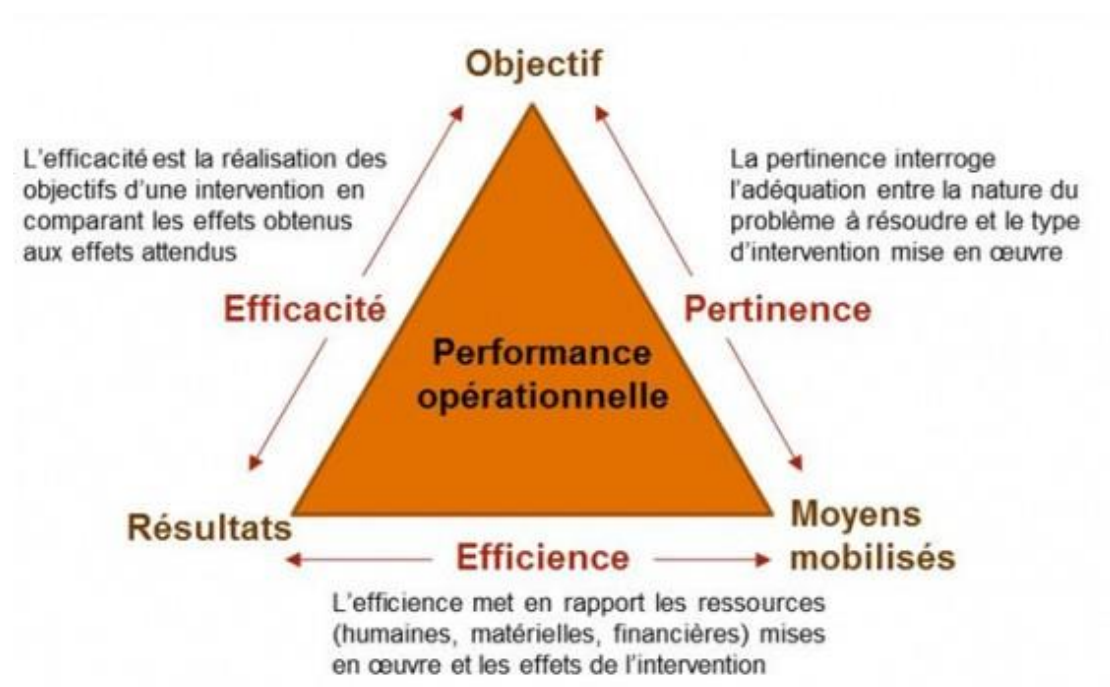 Objectif
L'efficacité est la réalisation des
objectifs d'une intervention en
comparant les effets obtenus
aux effets attendus
La pertinence interroge
l'adéquation entre la nature du
problème à résoudre et le type
d'intervention mise en œuvre
Efficacité
Pertinence
Performance
opérationnelle
Résultats
Moyens
mobilisés
Efficience
L'efficience met en rapport les ressources
(humaines, matérielles, financières) mises
en œuvre et les effets de l'intervention